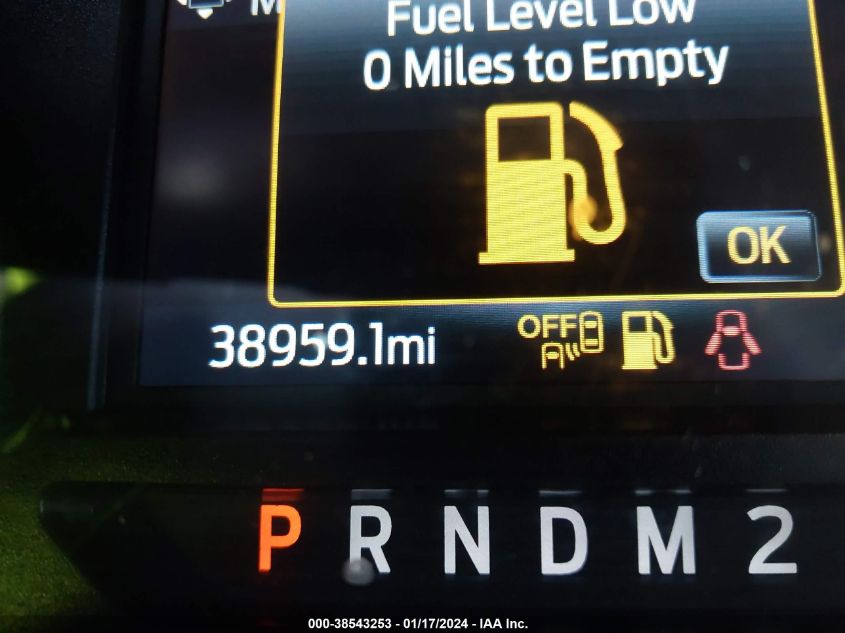 M
Fuel Level Low
0 Miles to Empty
OK
38959.1mi
OFF
P R N D M 2
000-38543253 - 01/17/2024 - IAA Inc.